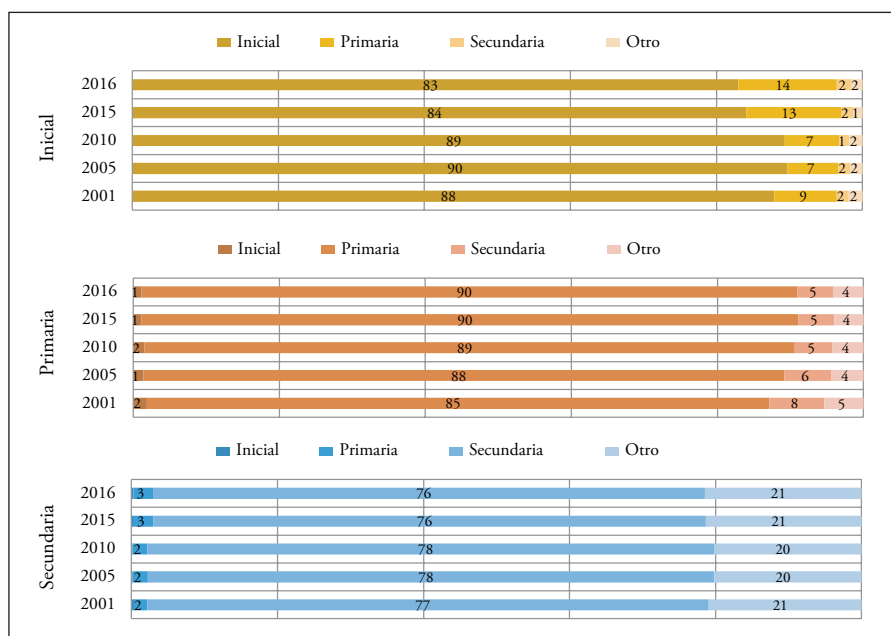 Inicial Primaria Secundaria Otro
Inicial
2016 83 14 2 2
2015 84 13 2 1
2010 89 7 1 2
2005 90 7 2 2
2001 88 9 2 2
Inicial Primaria Secundaria Otro
Primaria
2016 1 90 5 4
2015 1 90 5 4
2010 2 89 5 4
2005 1 88 6 4
2001 2 85 8 5
Inicial Primaria Secundaria Otro
Secundaria
2016 3 76 21
2015 3 76 21
2010 2 78 20
2005 2 78 20
2001 2 77 21